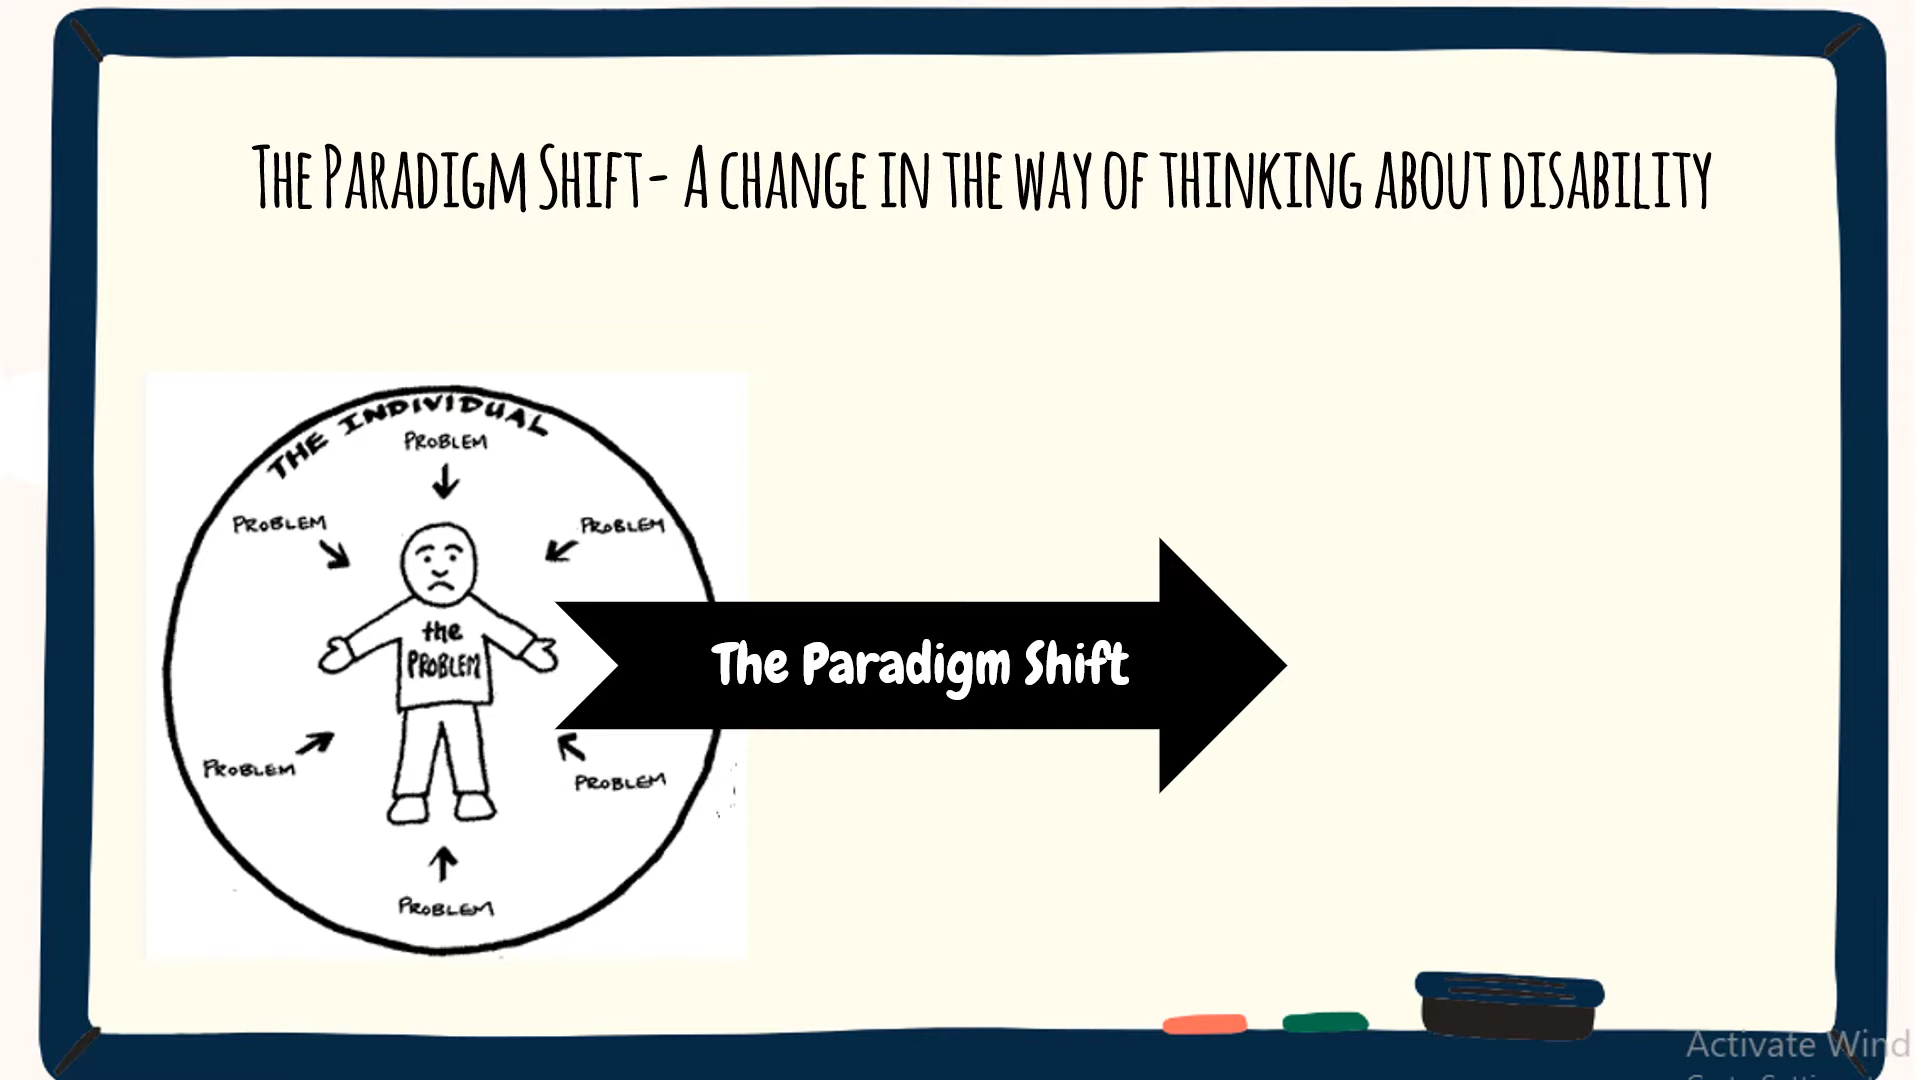 The Paradigm Shift- A change in the way of thinking about disability
THE INDIVIDUAL
PROBLEM
PROBLEM
PROBLEM
the
PROBLEM
The Paradigm Shift
PROBLEM
PROBLEM
PROBLEM
Activate Wind